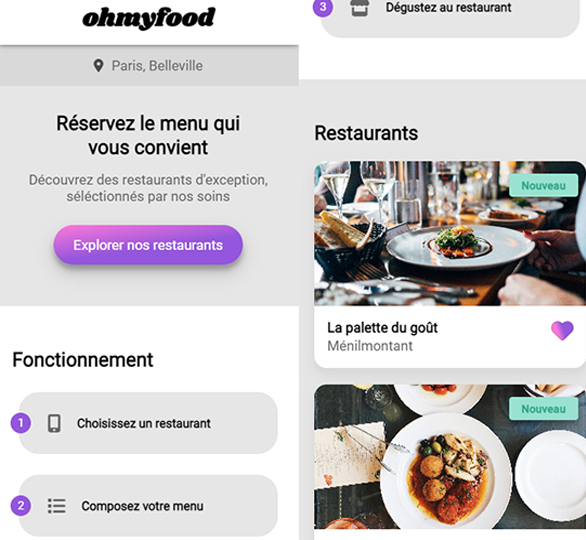 ohmyfood
Paris, Belleville
Réservez le menu qui
vous convient
Découvrez des restaurants d'exception,
séléctionnés par nos soins
Explorer nos restaurants
Fonctionnement
1 Choisissez un restaurant
2 Composez votre menu
3 Dégustez au restaurant
Restaurants
Nouveau
La palette du goût
Ménilmontant
Nouveau